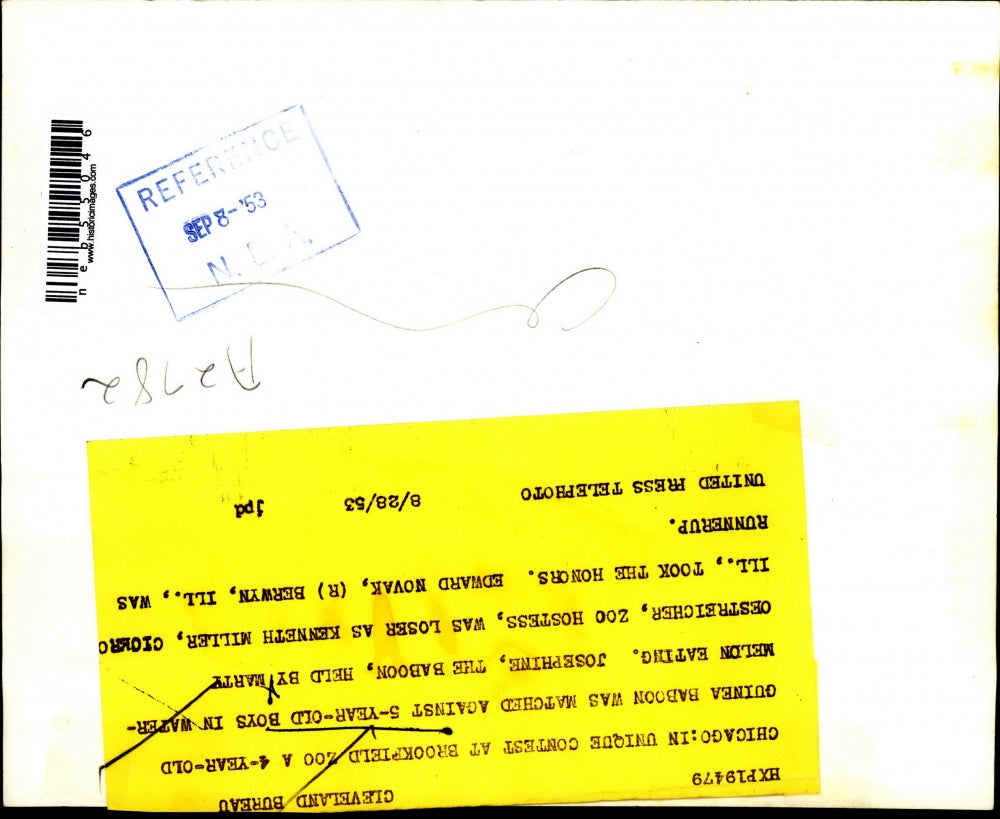 REFERENCE
SEP 8-'53
N. E. A.
neb55046
www.historicimages.com
A2782
HXP19479 CLEVELAND BUREAU
CHICAGO:IN UNIQUE CONTEST AT BROOKFIELD ZOO A 4-YEAR-OLD
GUINEA BABOON WAS MATCHED AGAINST 5-YEAR-OLD BOYS IN WATER-
MELON EATING. JOSEPHINE, THE BABOON, HELD BY MARTY
OESTREICHER, ZOO HOSTESS, WAS LOSER AS KENNETH MILLER, CICERO
ILL., TOOK THE HONORS. EDWARD NOVAK, (R) BERWYN, ILL., WAS
RUNNERUP.
UNITED PRESS TELEPHOTO 8/28/53 jpd